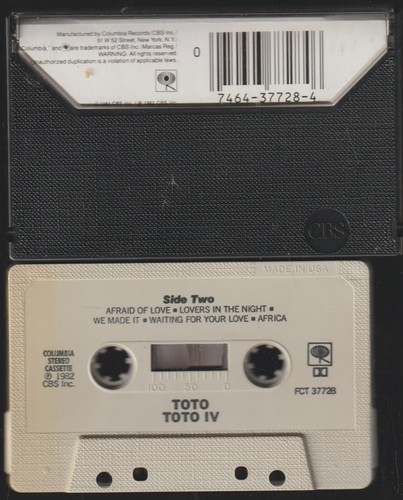 Manufactured by Columbia Records/CBS Inc./
51 W 52 Street, New York, N.Y./
"Columbia," and are trademarks of CBS Inc./Marcas Reg./
WARNING: All rights reserved.
Unauthorized duplication is a violation of applicable laws.
0
7464-37728-4
CBS
MADE IN USA
Side Two
AFRAID OF LOVE ■ LOVERS IN THE NIGHT ■
WE MADE IT ■ WAITING FOR YOUR LOVE ■ AFRICA
COLUMBIA
STEREO
CASSETTE
℗ 1982
CBS Inc.
100 50 0
FCT 37728
TOTO
TOTO IV